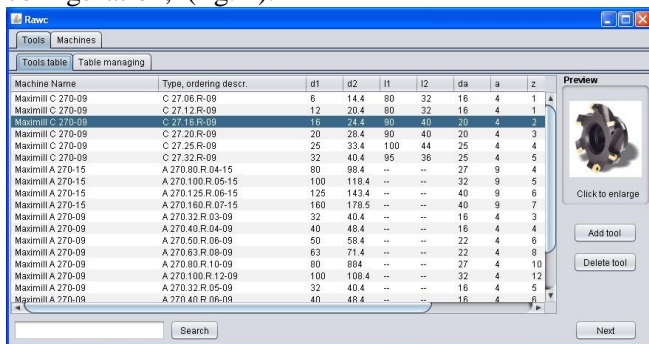 Rawc
Tools Machines
Tools table Table managing
Machine Name Type, ordering descr. d1 d2 l1 l2 da a z Preview
Maximill C 270-09 C 27.06.R-09 6 14.4 80 32 16 4 1
Maximill C 270-09 C 27.12.R-09 12 20.4 80 32 16 4 1
Maximill C 270-09 C 27.16.R-09 16 24.4 90 40 20 4 2
Maximill C 270-09 C 27.20.R-09 20 28.4 90 40 20 4 3
Maximill C 270-09 C 27.25.R-09 25 33.4 100 44 25 4 4
Maximill C 270-09 C 27.32.R-09 32 40.4 95 36 25 4 5
Maximill A 270-15 A 270.80.R.04-15 80 98.4 -- -- 27 9 4
Maximill A 270-15 A 270.100.R.05-15 100 118.4 -- -- 32 9 5
Maximill A 270-15 A 270.125.R.06-15 125 143.4 -- -- 40 9 6
Maximill A 270-15 A 270.160.R.07-15 160 178.5 -- -- 40 9 7
Maximill A 270-09 A 270.32.R.03-09 32 40.4 -- -- 16 4 3
Maximill A 270-09 A 270.40.R.04-09 40 48.4 -- -- 16 4 4
Maximill A 270-09 A 270.50.R.06-09 50 58.4 -- -- 22 4 6
Maximill A 270-09 A 270.63.R.08-09 63 71.4 -- -- 22 4 8
Maximill A 270-09 A 270.80.R.10-09 80 884 -- -- 27 4 10
Maximill A 270-09 A 270.100.R.12-09 100 108.4 -- -- 32 4 12
Maximill A 270-09 A 270.32.R.05-09 32 40.4 -- -- 16 4 5
Maximill A 270-09 A 270.40.R.06-09 40 48.4 -- -- 16 4 6
Click to enlarge
Add tool
Delete tool
Search
Next